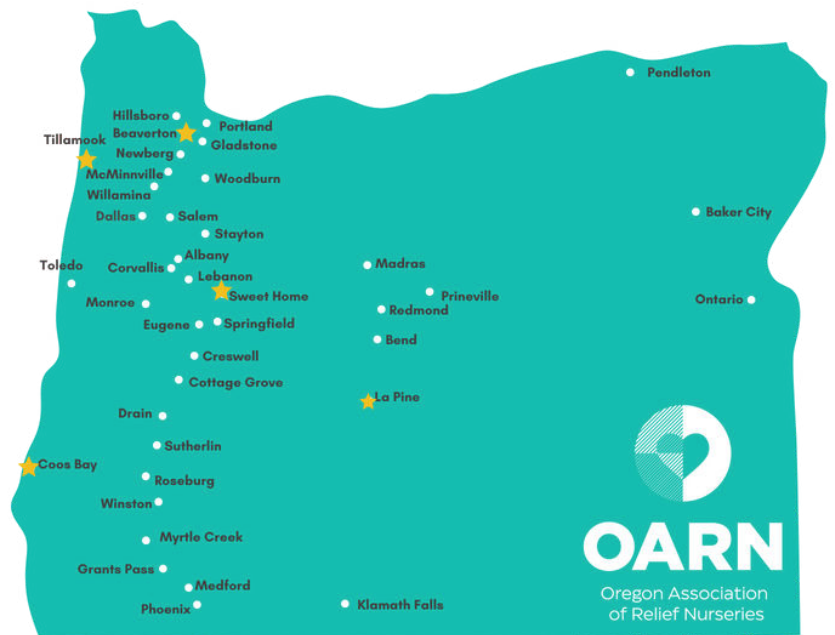 Pendleton
Hillsboro
Portland
Beaverton
Tillamook
Gladstone
Newberg
McMinnville
Woodburn
Willamina
Dallas
Salem
Baker City
Stayton
Albany
Toledo
Corvallis
Madras
Lebanon
Sweet Home
Prineville
Monroe
Ontario
Redmond
Eugene
Springfield
Bend
Creswell
Cottage Grove
La Pine
Drain
Sutherlin
Coos Bay
Roseburg
Winston
Myrtle Creek
Grants Pass
Medford
Phoenix
Klamath Falls
OARN
Oregon Association
of Relief Nurseries